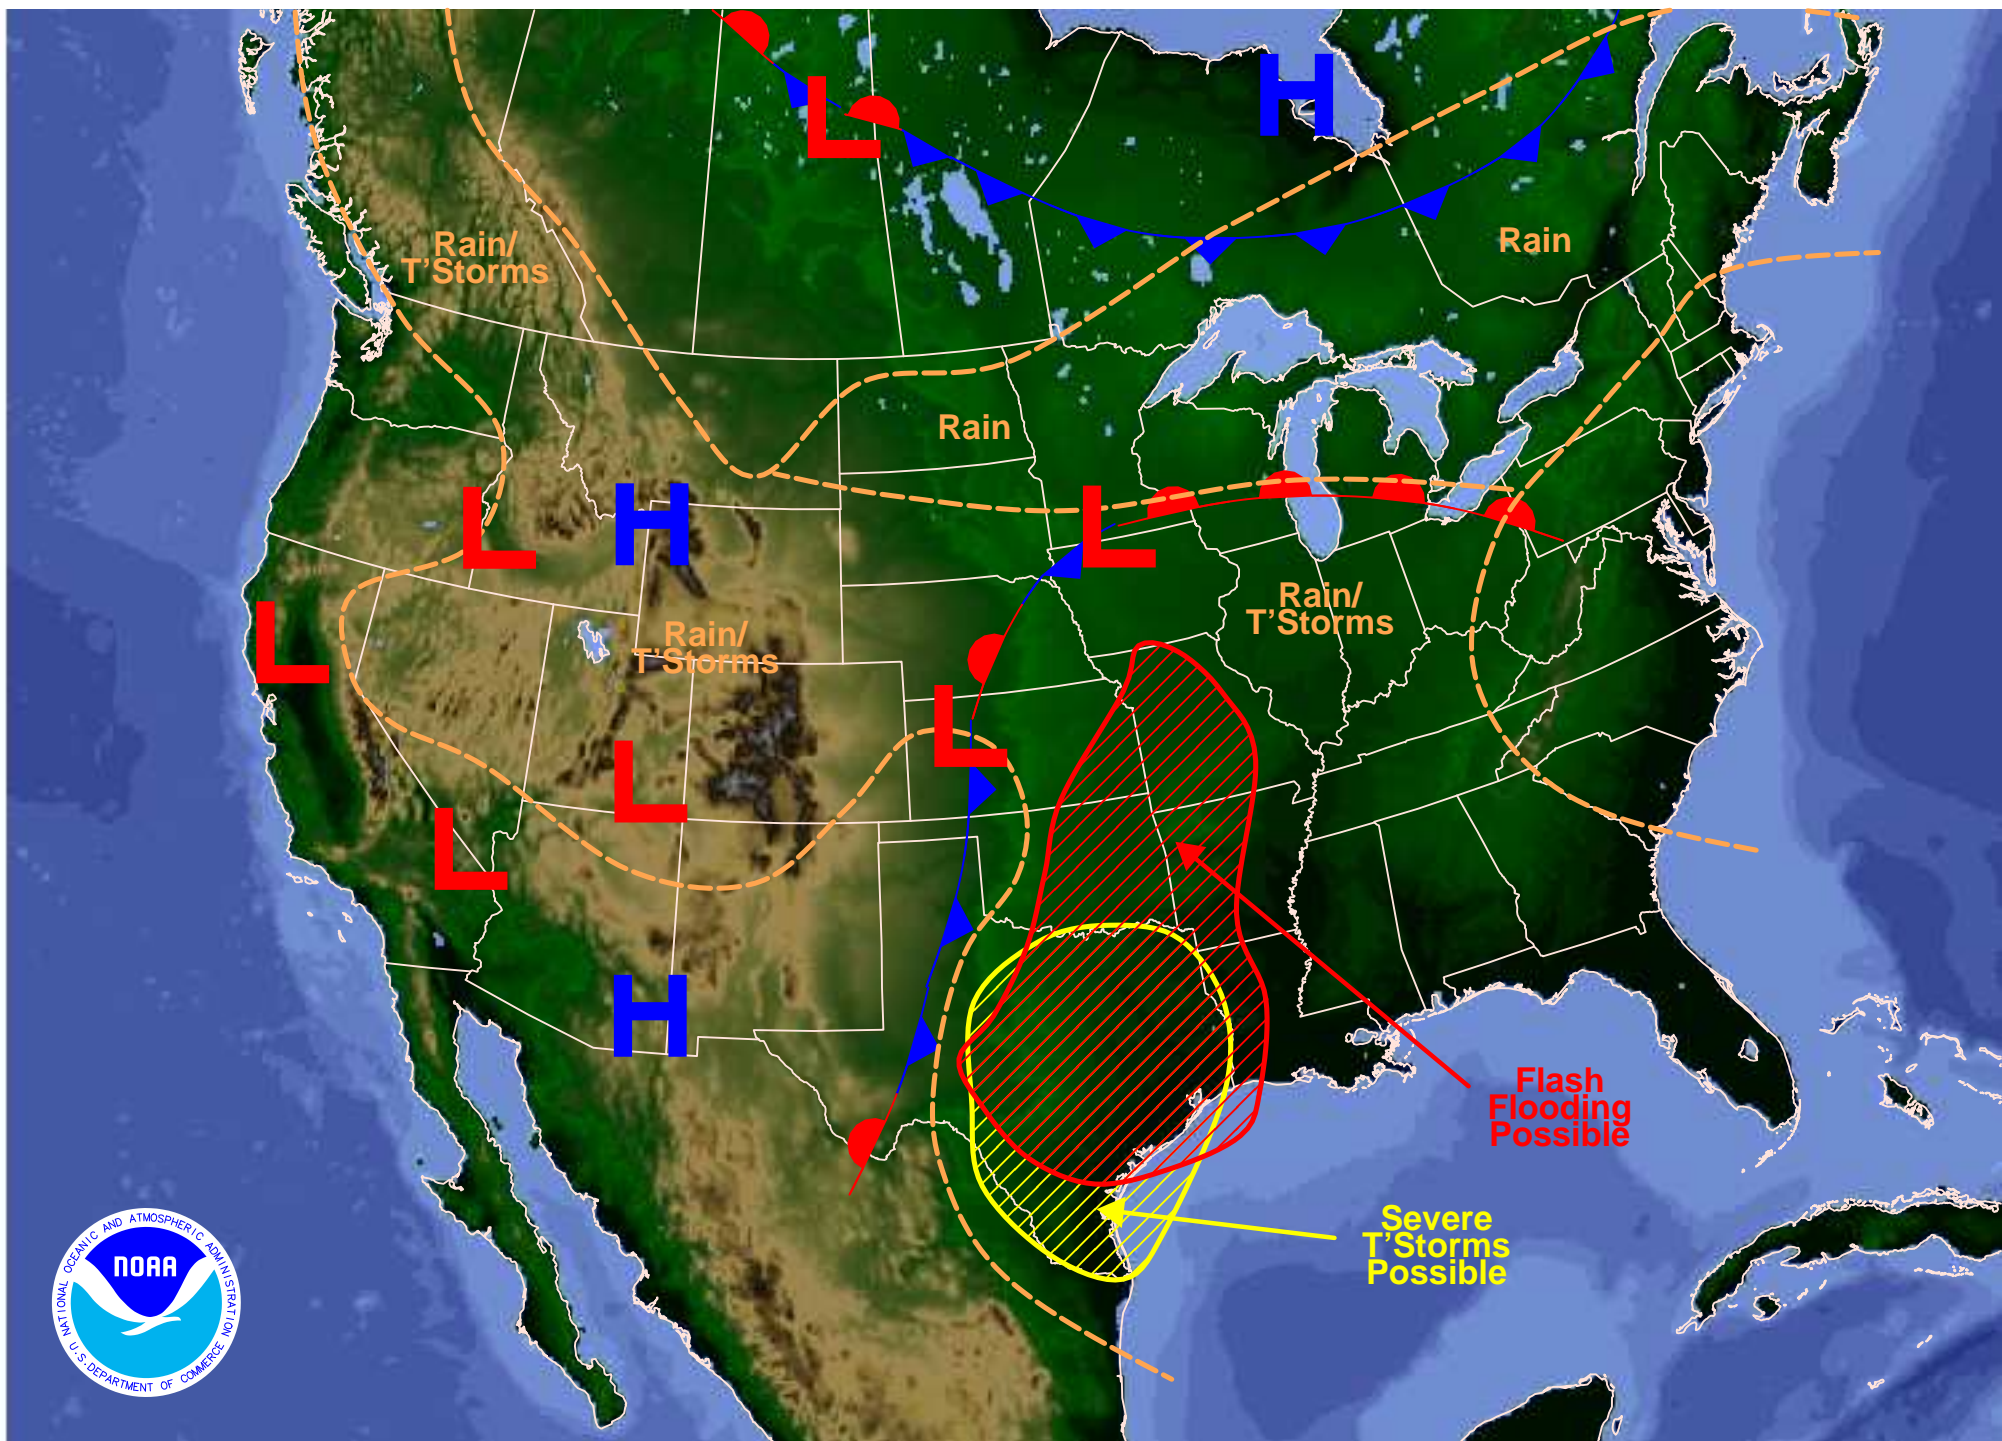 H
L
Rain/
T'Storms
Rain
Rain
L
H
L
Rain/
T'Storms
L
Rain/
T'Storms
L
L
L
H
Flash
Flooding
Possible
Severe
T'Storms
Possible
NATIONAL OCEANIC AND ATMOSPHERIC ADMINISTRATION
NOAA
U.S. DEPARTMENT OF COMMERCE